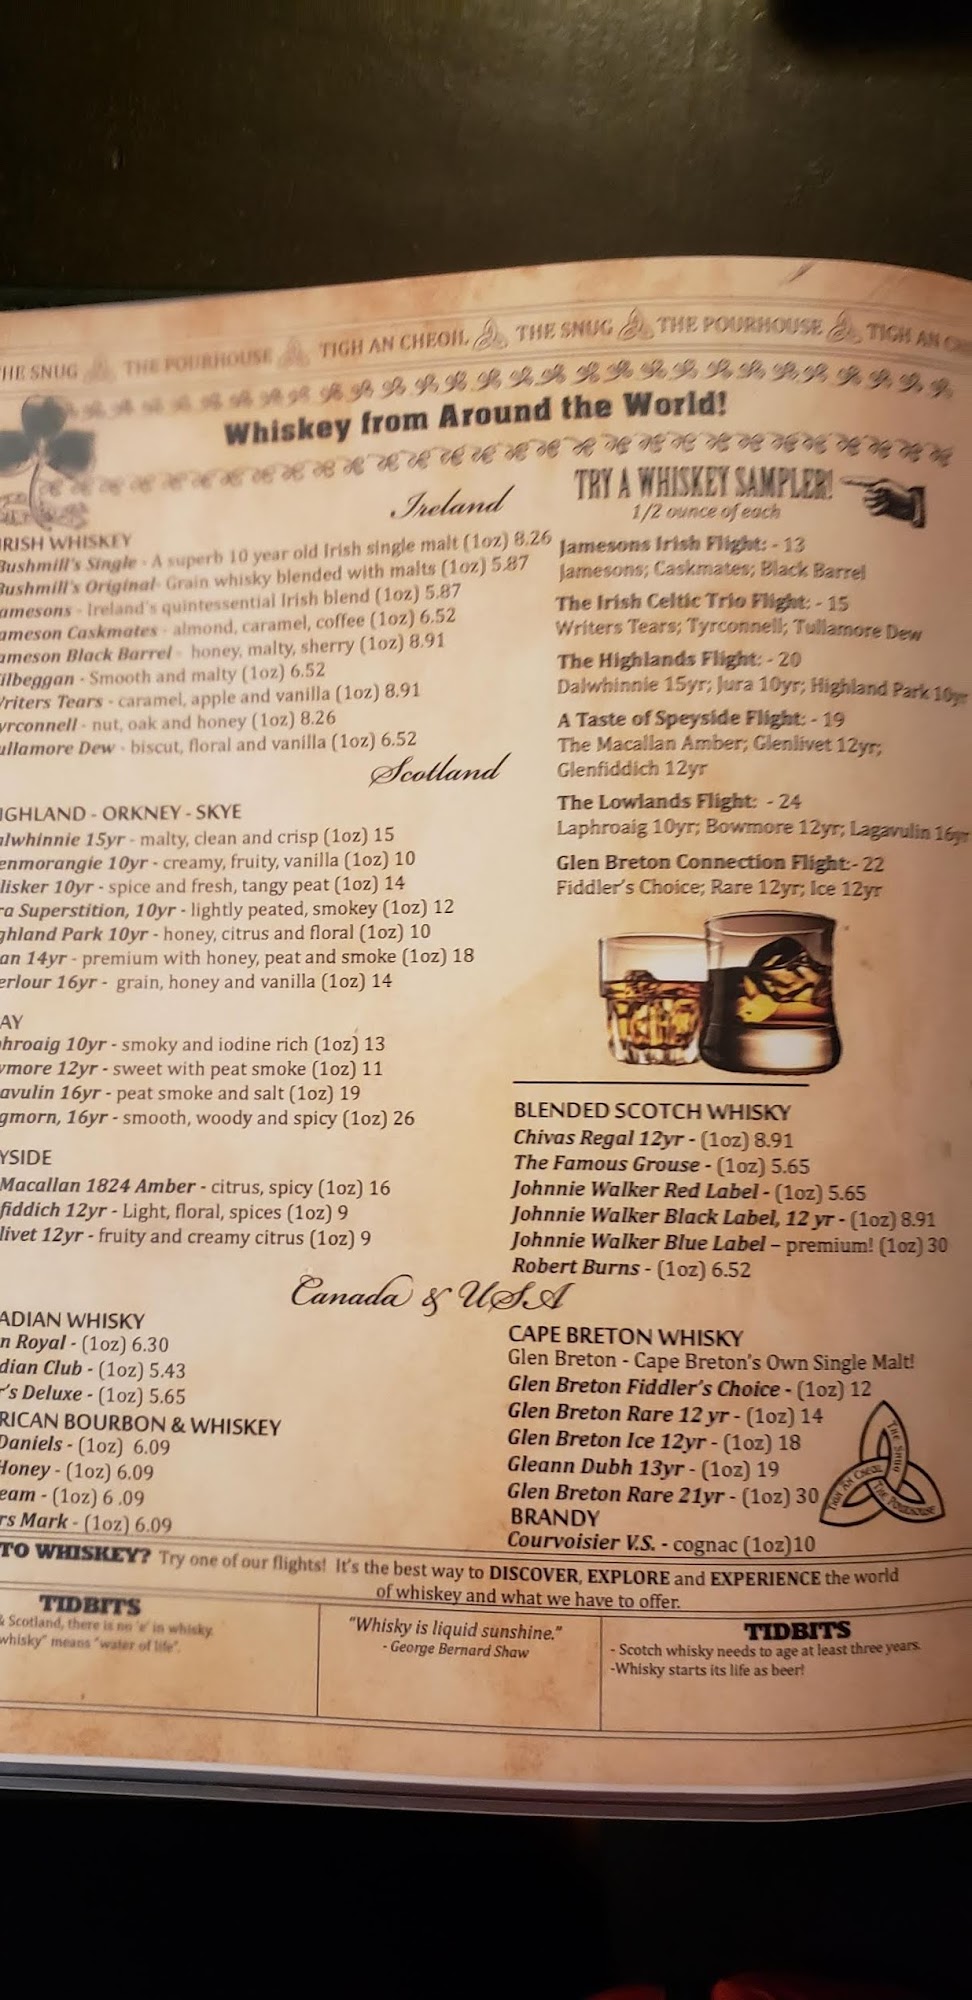 THE SNUG THE POURHOUSE TIGH AN CHEOIL THE SNUG THE POURHOUSE TIGH AN
Whiskey from Around the World!
Ireland
IRISH WHISKEY
Bushmill's Single - A superb 10 year old Irish single malt (1oz) 8.26
Bushmill's Original- Grain whisky blended with malts (1oz) 5.87
amesons - Ireland's quintessential Irish blend (1oz) 5.87
ameson Caskmates - almond, caramel, coffee (1oz) 6.52
ameson Black Barrel - honey, malty, sherry (1oz) 8.91
ilbeggan - Smooth and malty (1oz) 6.52
Writers Tears - caramel, apple and vanilla (1oz) 8.91
yrconnell - nut, oak and honey (1oz) 8.26
ullamore Dew - biscut, floral and vanilla (1oz) 6.52
Scotland
IGHLAND - ORKNEY - SKYE
alwhinnie 15yr - malty, clean and crisp (1oz) 15
enmorangie 10yr - creamy, fruity, vanilla (1oz) 10
lisker 10yr - spice and fresh, tangy peat (1oz) 14
ra Superstition, 10yr - lightly peated, smokey (1oz) 12
ghland Park 10yr - honey, citrus and floral (1oz) 10
an 14yr - premium with honey, peat and smoke (1oz) 18
erlour 16yr - grain, honey and vanilla (1oz) 14
AY
hroaig 10yr - smoky and iodine rich (1oz) 13
more 12yr - sweet with peat smoke (1oz) 11
avulin 16yr - peat smoke and salt (1oz) 19
gmorn, 16yr - smooth, woody and spicy (1oz) 26
YSIDE
Macallan 1824 Amber - citrus, spicy (1oz) 16
fiddich 12yr - Light, floral, spices (1oz) 9
livet 12yr - fruity and creamy citrus (1oz) 9
TRY A WHISKEY SAMPLER!
1/2 ounce of each
Jamesons Irish Flight: - 13
Jamesons; Caskmates; Black Barrel
The Irish Celtic Trio Flight: - 15
Writers Tears; Tyrconnell; Tullamore Dew
The Highlands Flight: - 20
Dalwhinnie 15yr; Jura 10yr; Highland Park 10yr
A Taste of Speyside Flight: - 19
The Macallan Amber; Glenlivet 12yr;
Glenfiddich 12yr
The Lowlands Flight: - 24
Laphroaig 10yr; Bowmore 12yr; Lagavulin 16yr
Glen Breton Connection Flight:- 22
Fiddler's Choice; Rare 12yr; Ice 12yr
BLENDED SCOTCH WHISKY
Chivas Regal 12yr - (1oz) 8.91
The Famous Grouse - (1oz) 5.65
Johnnie Walker Red Label - (1oz) 5.65
Johnnie Walker Black Label, 12 yr - (1oz) 8.91
Johnnie Walker Blue Label – premium! (1oz) 30
Robert Burns - (1oz) 6.52
Canada & USA
ADIAN WHISKY
n Royal - (1oz) 6.30
dian Club - (1oz) 5.43
r's Deluxe - (1oz) 5.65
RICAN BOURBON & WHISKEY
Daniels - (1oz) 6.09
Honey - (1oz) 6.09
eam - (1oz) 6 .09
rs Mark - (1oz) 6.09
CAPE BRETON WHISKY
Glen Breton - Cape Breton's Own Single Malt!
Glen Breton Fiddler's Choice - (1oz) 12
Glen Breton Rare 12 yr - (1oz) 14
Glen Breton Ice 12yr - (1oz) 18
Gleann Dubh 13yr - (1oz) 19
Glen Breton Rare 21yr - (1oz) 30
BRANDY
Courvoisier V.S. - cognac (1oz)10
THE SNUG
TIGH AN CHEOIL
THE POURHOUSE
TO WHISKEY? Try one of our flights! It's the best way to DISCOVER, EXPLORE and EXPERIENCE the world
of whiskey and what we have to offer.
TIDBITS
& Scotland, there is no 'e' in whisky.
whisky" means "water of life".
"Whisky is liquid sunshine."
- George Bernard Shaw
TIDBITS
- Scotch whisky needs to age at least three years.
-Whisky starts its life as beer!